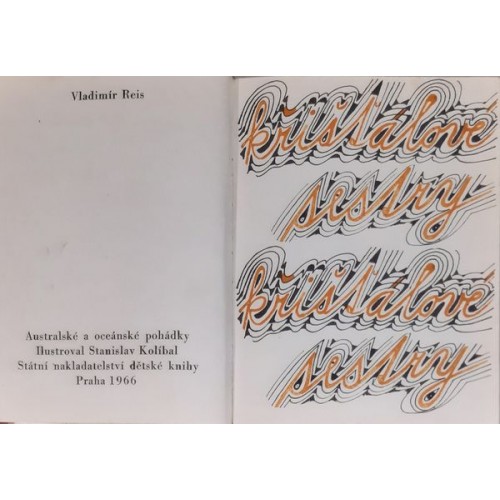 Vladimír Reis
Australské a oceánské pohádky
Ilustroval Stanislav Kolíbal
Státní nakladatelství dětské knihy
Praha 1966
křišťálové
sestry
křišťálové
sestry